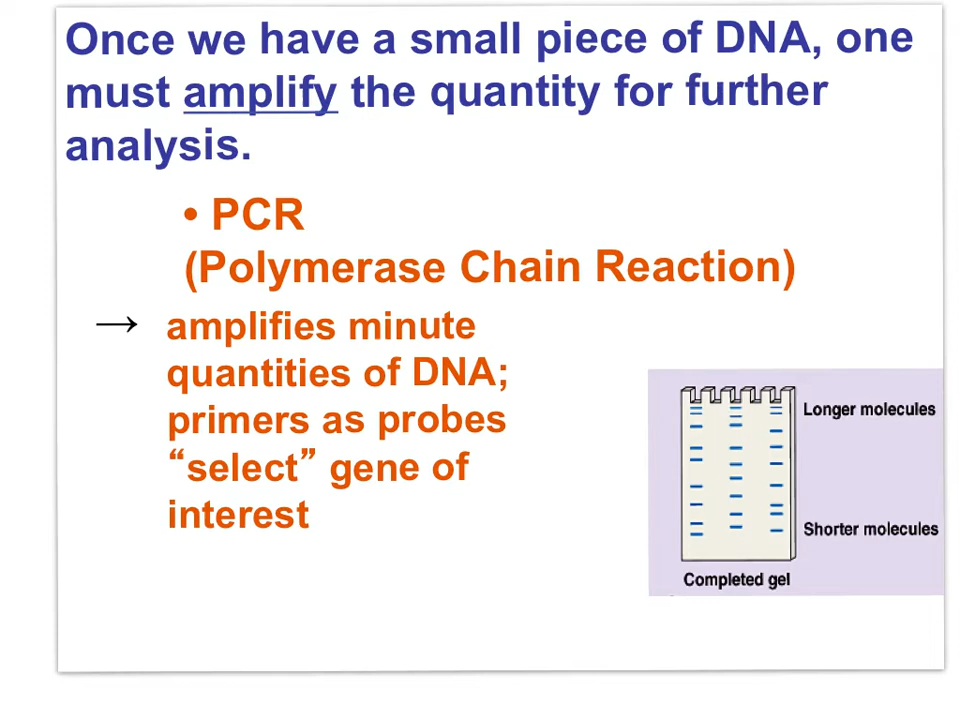 Once we have a small piece of DNA, one
must amplify the quantity for further
analysis.
• PCR
(Polymerase Chain Reaction)
→ amplifies minute
quantities of DNA;
primers as probes
“select” gene of
interest
Longer molecules
Shorter molecules
Completed gel